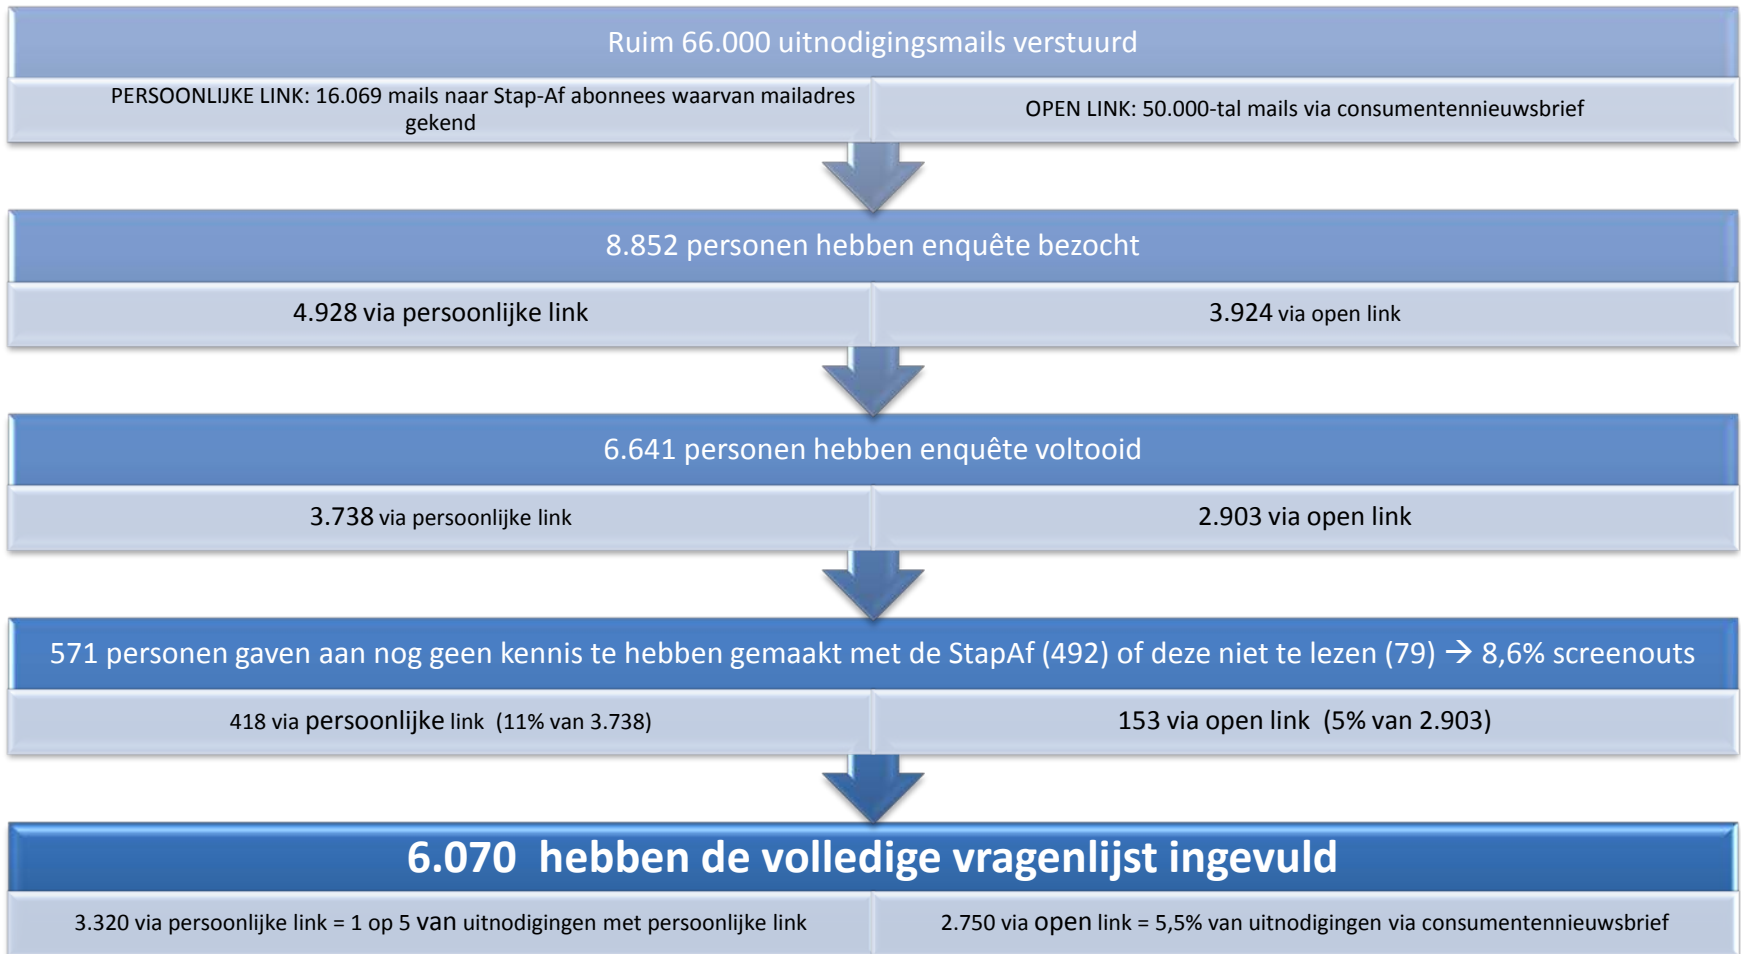 Ruim 66.000 uitnodigingsmails verstuurd
PERSOONLIJKE LINK: 16.069 mails naar Stap-Af abonnees waarvan mailadres
gekend
OPEN LINK: 50.000-tal mails via consumentennieuwsbrief
8.852 personen hebben enquête bezocht
4.928 via persoonlijke link
3.924 via open link
6.641 personen hebben enquête voltooid
3.738 via persoonlijke link
2.903 via open link
571 personen gaven aan nog geen kennis te hebben gemaakt met de StapAf (492) of deze niet te lezen (79) → 8,6% screenouts
418 via persoonlijke link (11% van 3.738)
153 via open link (5% van 2.903)
6.070 hebben de volledige vragenlijst ingevuld
3.320 via persoonlijke link = 1 op 5 van uitnodigingen met persoonlijke link
2.750 via open link = 5,5% van uitnodigingen via consumentennieuwsbrief